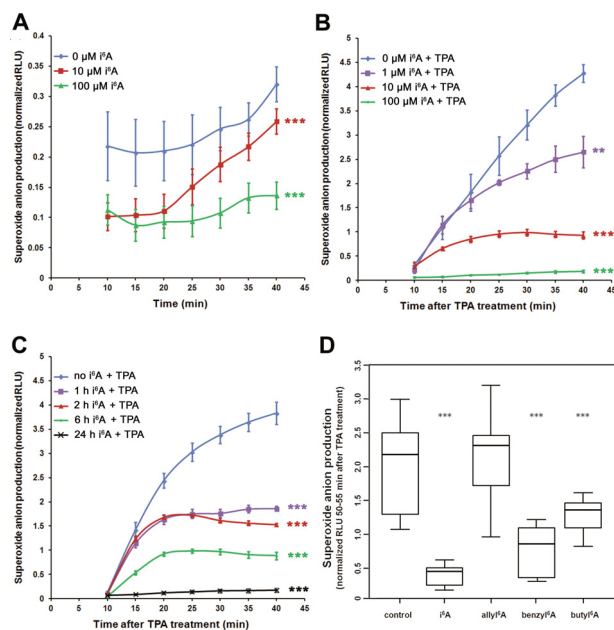 A
Superoxide anion production (normalized RLU)
0.5
0.45
0.4
0.35
0.3
0.25
0.2
0.15
0.1
0.05
0
0 µM i⁶A
10 µM i⁶A
100 µM i⁶A
***
***
0 5 10 15 20 25 30 35 40 45
Time (min)
B
Superoxide anion production (normalized RLU)
5
4.5
4
3.5
3
2.5
2
1.5
1
0.5
0
0 µM i⁶A + TPA
1 µM i⁶A + TPA
10 µM i⁶A + TPA
100 µM i⁶A + TPA
**
***
***
0 5 10 15 20 25 30 35 40 45
Time after TPA treatment (min)
C
Superoxide anion production (normalized RLU)
5
4.5
4
3.5
3
2.5
2
1.5
1
0.5
0
no i⁶A + TPA
1 h i⁶A + TPA
2 h i⁶A + TPA
6 h i⁶A + TPA
24 h i⁶A + TPA
***
***
***
***
0 5 10 15 20 25 30 35 40 45
Time after TPA treatment (min)
D
Superoxide anion production
(normalized RLU 50-55 min after TPA treatment)
3.5
3.0
2.5
2.0
1.5
1.0
0.5
0
*** *** ***
control i⁶A allyl⁶A benzyl⁶A butyl⁶A